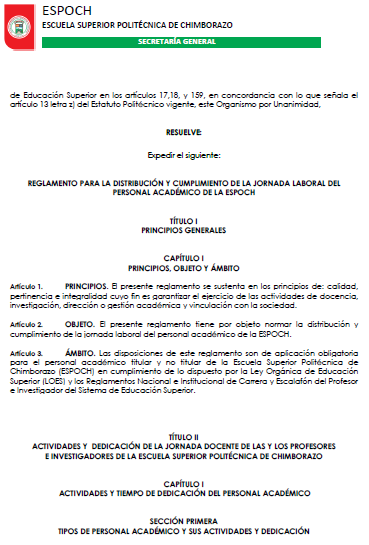 ESPOCH
ESCUELA SUPERIOR POLITÉCNICA DE CHIMBORAZO
SECRETARÍA GENERAL
de Educación Superior en los artículos 17,18, y 159, en concordancia con lo que señala el
artículo 13 letra z) del Estatuto Politécnico vigente, este Organismo por Unanimidad,
RESUELVE:
Expedir el siguiente:
REGLAMENTO PARA LA DISTRIBUCIÓN Y CUMPLIMIENTO DE LA JORNADA LABORAL DEL
PERSONAL ACADÉMICO DE LA ESPOCH
TÍTULO I
PRINCIPIOS GENERALES
CAPÍTULO I
PRINCIPIOS, OBJETO Y ÁMBITO
Artículo 1. PRINCIPIOS. El presente reglamento se sustenta en los principios de: calidad,
pertinencia e integralidad cuyo fin es garantizar el ejercicio de las actividades de docencia,
investigación, dirección o gestión académica y vinculación con la sociedad.
Artículo 2. OBJETO. El presente reglamento tiene por objeto normar la distribución y
cumplimiento de la jornada laboral del personal académico de la ESPOCH.
Artículo 3. ÁMBITO. Las disposiciones de este reglamento son de aplicación obligatoria
para el personal académico titular y no titular de la Escuela Superior Politécnica de
Chimborazo (ESPOCH) en cumplimiento de lo dispuesto por la Ley Orgánica de Educación
Superior (LOES) y los Reglamentos Nacional e Institucional de Carrera y Escalafón del Profesor
e Investigador del Sistema de Educación Superior.
TÍTULO II
ACTIVIDADES Y DEDICACIÓN DE LA JORNADA DOCENTE DE LAS Y LOS PROFESORES
E INVESTIGADORES DE LA ESCUELA SUPERIOR POLITÉCNICA DE CHIMBORAZO
CAPÍTULO I
ACTIVIDADES Y TIEMPO DE DEDICACIÓN DEL PERSONAL ACADÉMICO
SECCIÓN PRIMERA
TIPOS DE PERSONAL ACADÉMICO Y SUS ACTIVIDADES Y DEDICACIÓN